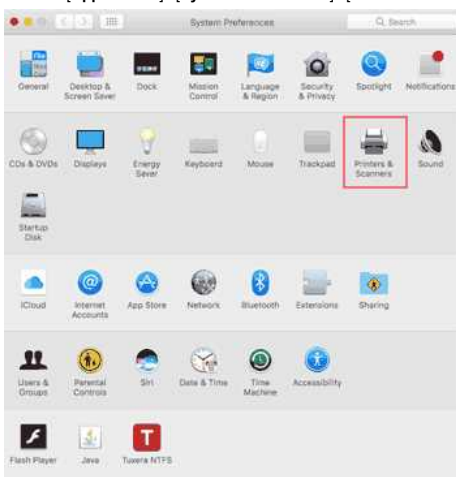 System Preferences
Search
General
Desktop &
Screen Saver
Dock
Mission
Control
Language
& Region
Security
& Privacy
Spotlight
Notifications
CDs & DVDs
Displays
Energy
Saver
Keyboard
Mouse
Trackpad
Printers &
Scanners
Sound
Startup
Disk
iCloud
Internet
Accounts
App Store
Network
Bluetooth
Extensions
Sharing
Users &
Groups
Parental
Controls
Siri
Date & Time
Time
Machine
Accessibility
Flash Player
Java
Tuxera NTFS